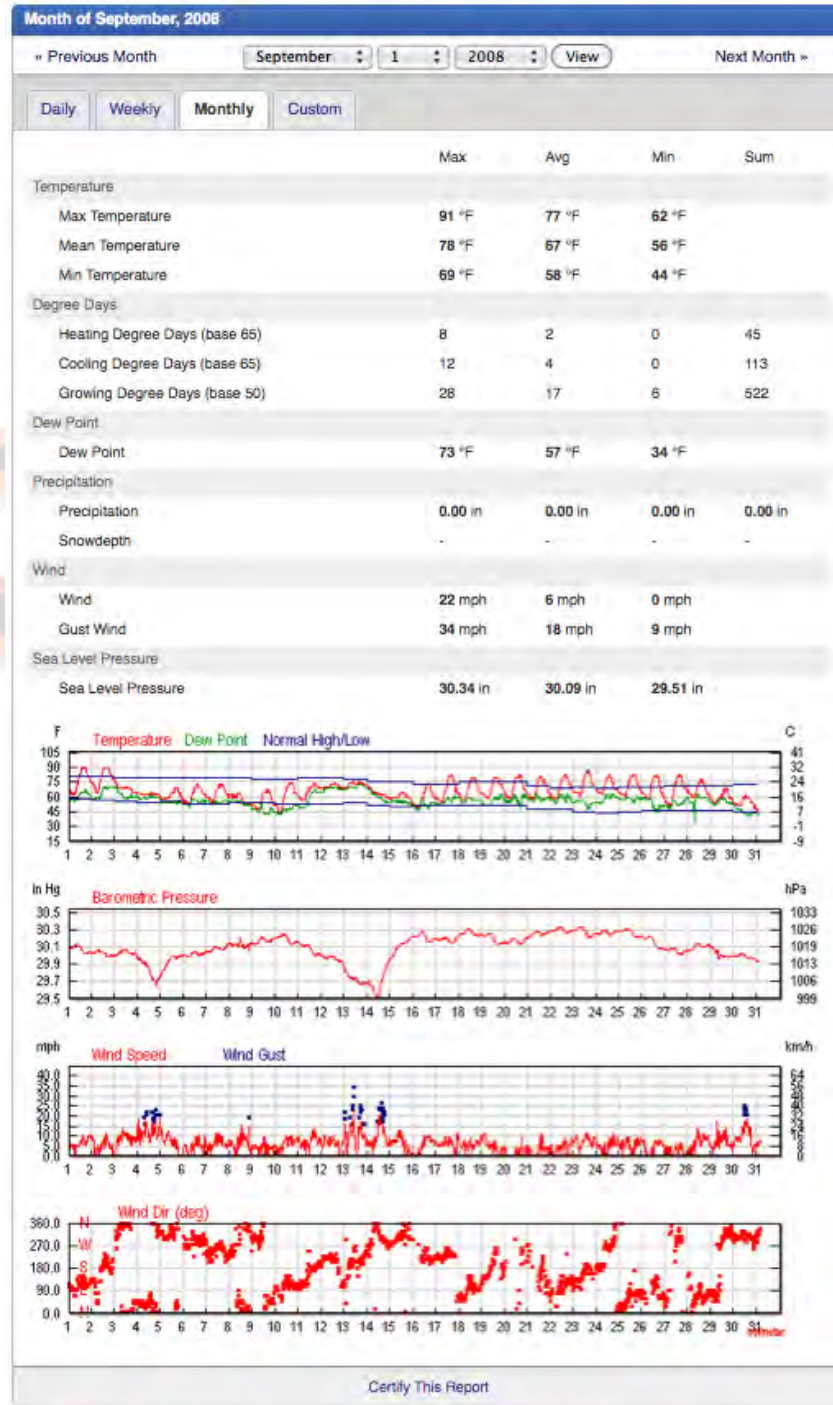 Month of September, 2008
« Previous Month September 1 2008 View Next Month »
Daily Weekly Monthly Custom
Max Avg Min Sum
Temperature
Max Temperature 91 °F 77 °F 62 °F
Mean Temperature 78 °F 67 °F 56 °F
Min Temperature 69 °F 58 °F 44 °F
Degree Days
Heating Degree Days (base 65) 8 2 0 45
Cooling Degree Days (base 65) 12 4 0 113
Growing Degree Days (base 50) 28 17 6 522
Dew Point
Dew Point 73 °F 57 °F 34 °F
Precipitation
Precipitation 0.00 in 0.00 in 0.00 in 0.00 in
Snowdepth - - - -
Wind
Wind 22 mph 6 mph 0 mph
Gust Wind 34 mph 18 mph 9 mph
Sea Level Pressure
Sea Level Pressure 30.34 in 30.09 in 29.51 in
F Temperature Dew Point Normal High/Low C
105 41
90 32
75 24
60 16
45 7
30 -1
15 -9
1 2 3 4 5 6 7 8 9 10 11 12 13 14 15 16 17 18 19 20 21 22 23 24 25 26 27 28 29 30 31
in Hg Barometric Pressure hPa
30.5 1033
30.3 1026
30.1 1019
29.9 1013
29.7 1006
29.5 999
1 2 3 4 5 6 7 8 9 10 11 12 13 14 15 16 17 18 19 20 21 22 23 24 25 26 27 28 29 30 31
mph Wind Speed Wind Gust km/h
40.0 64
1 2 3 4 5 6 7 8 9 10 11 12 13 14 15 16 17 18 19 20 21 22 23 24 25 26 27 28 29 30 31
Wind Dir (deg)
360.0 N
270.0 W
180.0 S
90.0
0.0
1 2 3 4 5 6 7 8 9 10 11 12 13 14 15 16 17 18 19 20 21 22 23 24 25 26 27 28 29 30 31
Certify This Report